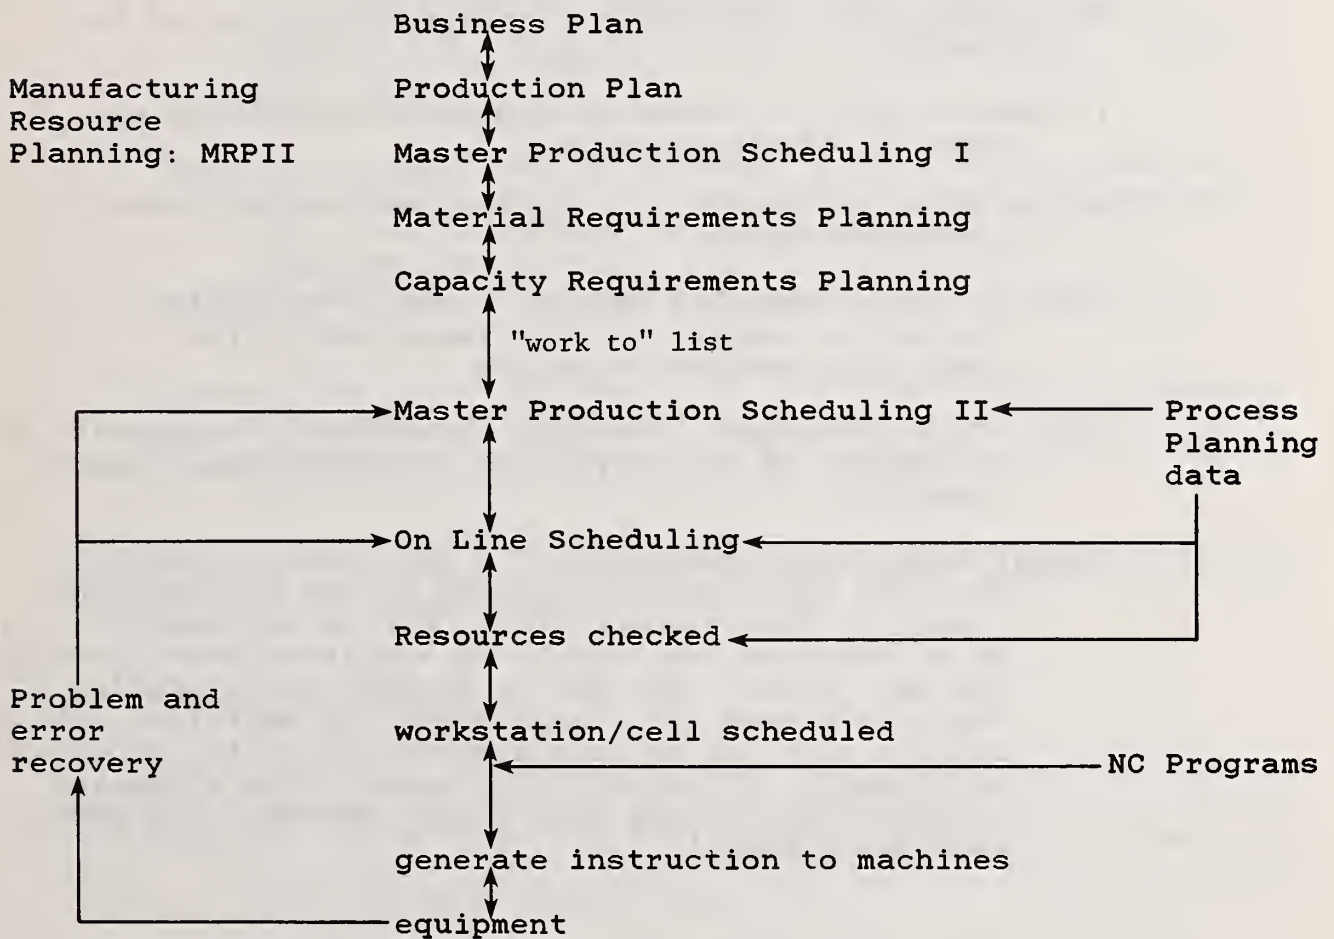 Business Plan
Manufacturing
Resource
Planning: MRPII
Production Plan
Master Production Scheduling I
Material Requirements Planning
Capacity Requirements Planning
"work to" list
Master Production Scheduling II
Process
Planning
data
On Line Scheduling
Resources checked
Problem and
error
recovery
workstation/cell scheduled
NC Programs
generate instruction to machines
equipment